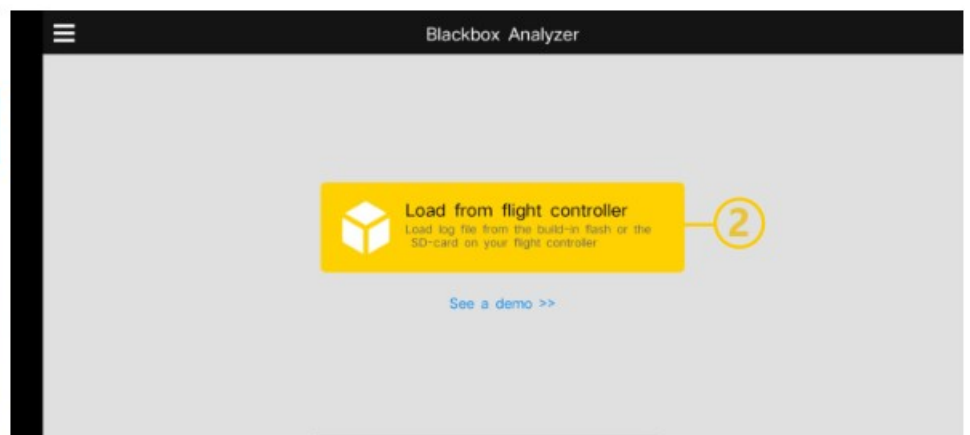 Blackbox Analyzer
Load from flight controller
Load log file from the build-in flash or the
SD-card on your flight controller
2
See a demo >>